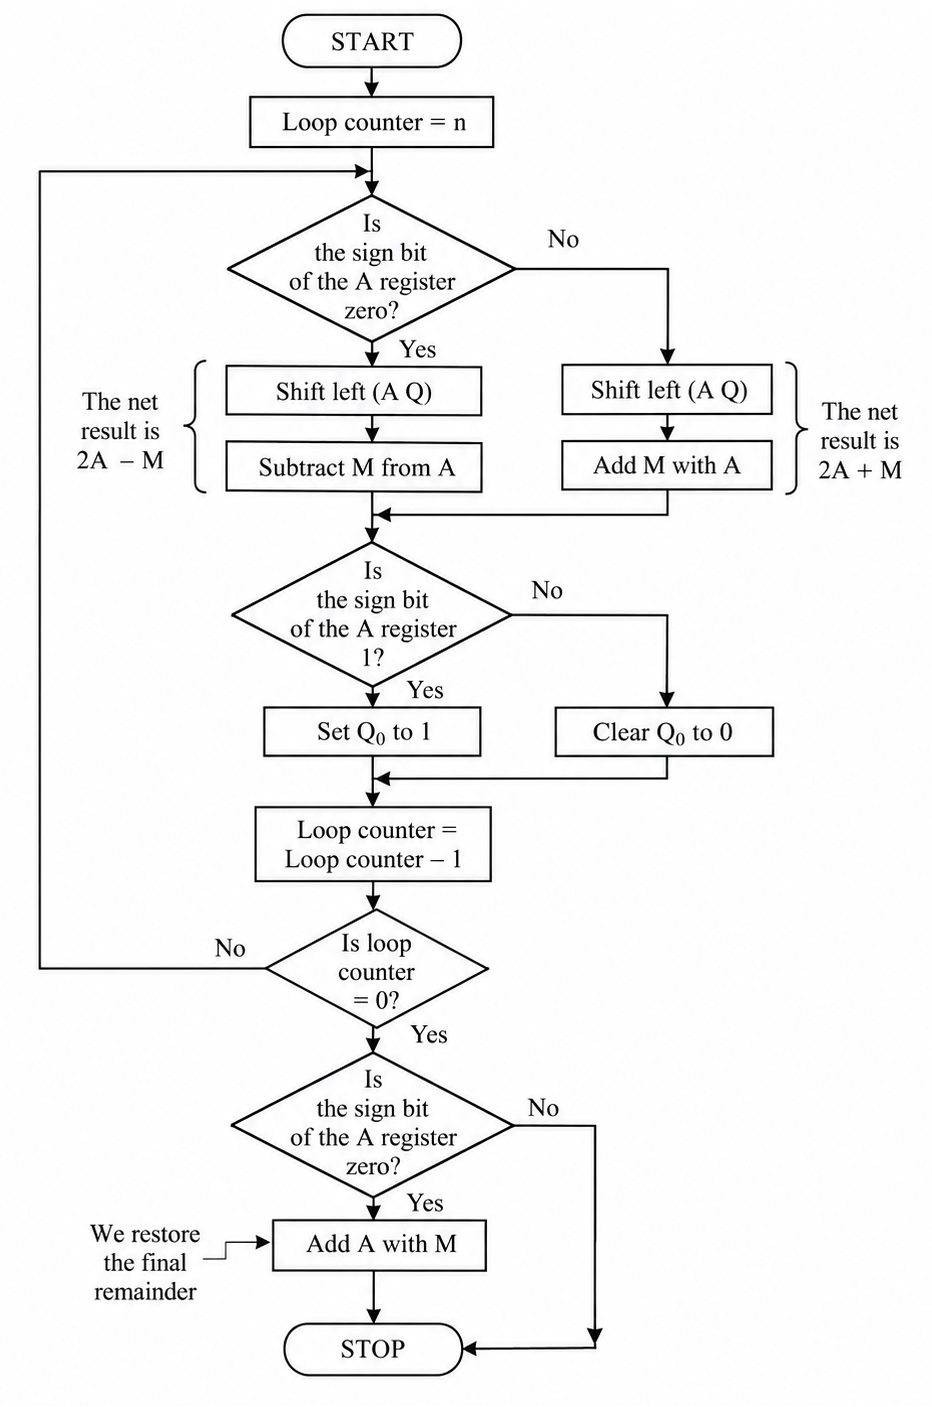 START
Loop counter = n
Is
the sign bit
of the A register
zero?
No
Yes
Shift left (A Q)
Subtract M from A
The net
result is
2A − M
Shift left (A Q)
Add M with A
The net
result is
2A + M
Is
the sign bit
of the A register
1?
No
Yes
Set Q0 to 1
Clear Q0 to 0
Loop counter =
Loop counter − 1
Is loop
counter
= 0?
No
Yes
Is
the sign bit
of the A register
zero?
No
Yes
We restore
the final
remainder
Add A with M
STOP